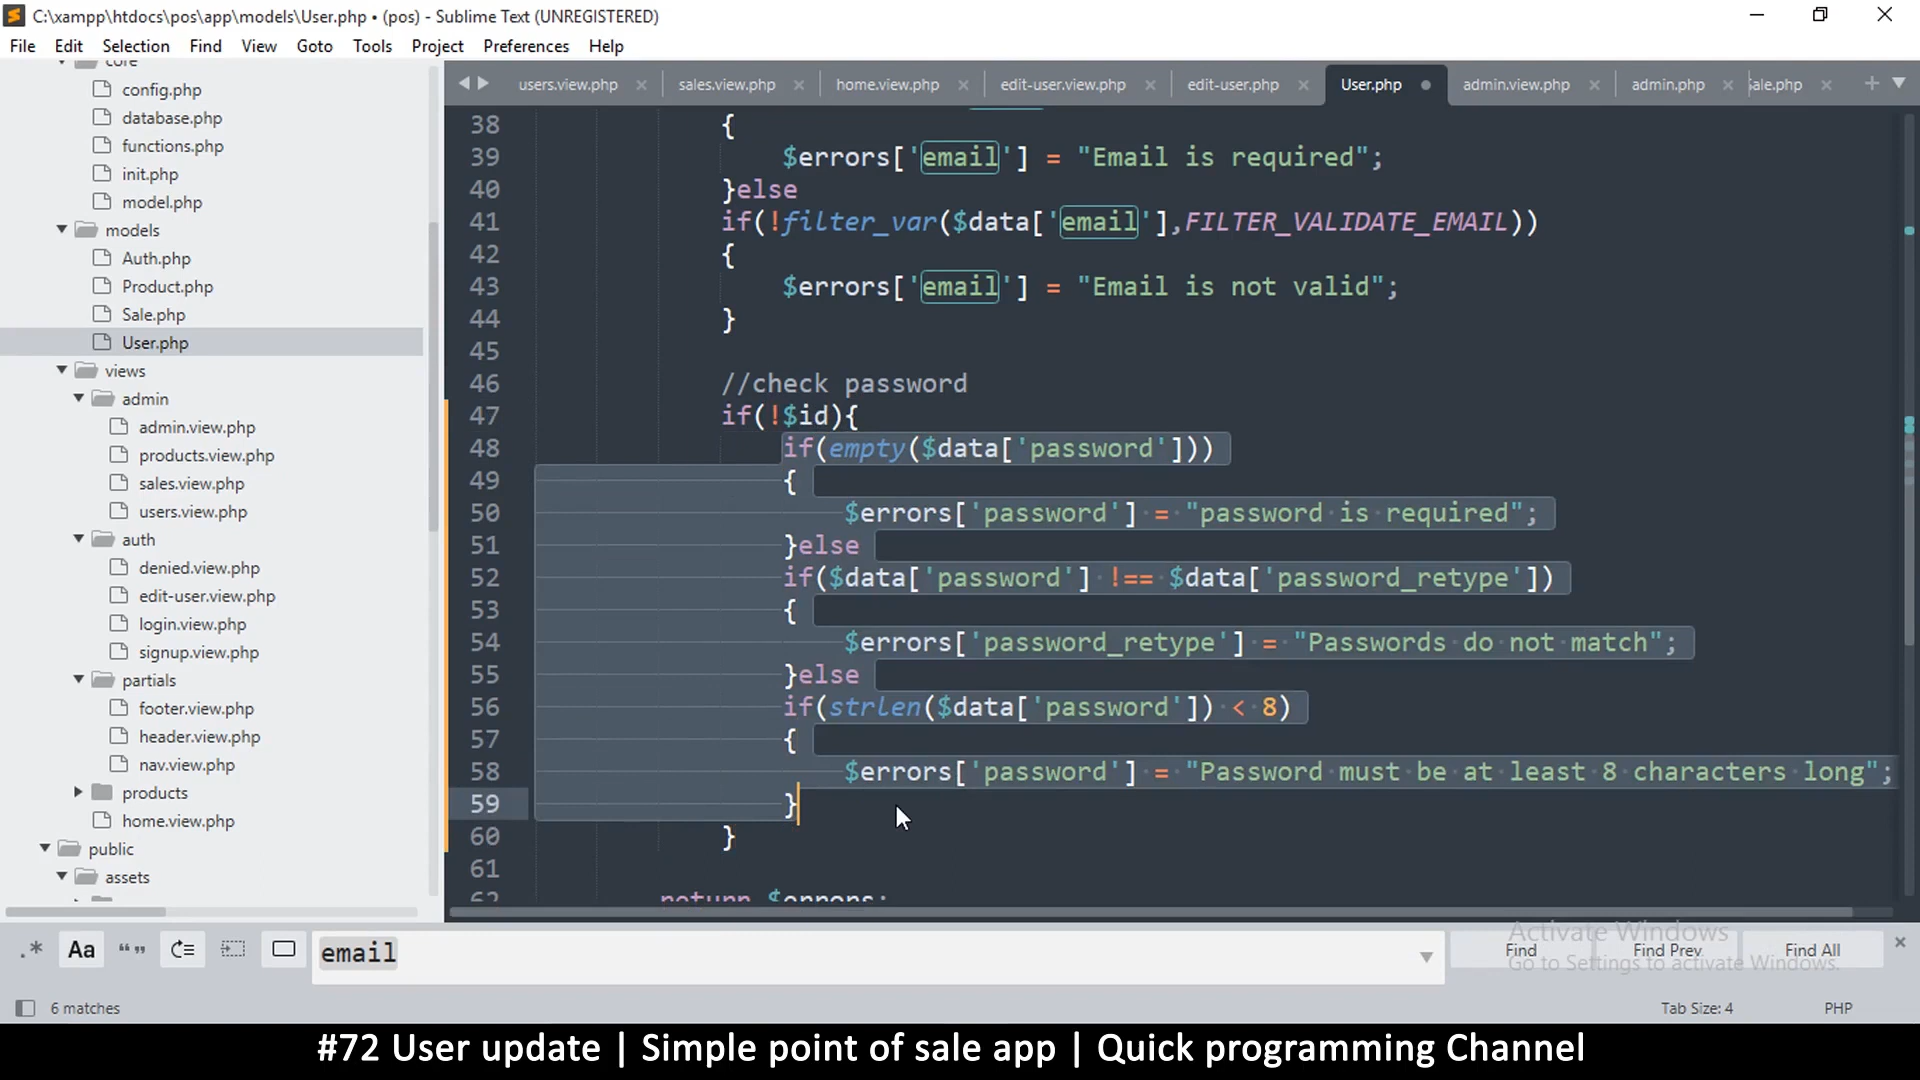 C:\xampp\htdocs\pos\app\models\User.php • (pos) - Sublime Text (UNREGISTERED)
File Edit Selection Find View Goto Tools Project Preferences Help
core
config.php
database.php
functions.php
init.php
model.php
models
Auth.php
Product.php
Sale.php
User.php
views
admin
admin.view.php
products.view.php
sales.view.php
users.view.php
auth
denied.view.php
edit-user.view.php
login.view.php
signup.view.php
partials
footer.view.php
header.view.php
nav.view.php
products
home.view.php
public
assets
users.view.php sales.view.php home.view.php edit-user.view.php edit-user.php User.php admin.view.php admin.php ale.php
38 {
39 $errors['email'] = "Email is required";
40 }else
41 if(!filter_var($data['email'],FILTER_VALIDATE_EMAIL))
42 {
43 $errors['email'] = "Email is not valid";
44 }
45
46 //check password
47 if(!$id){
48 if(empty($data['password']))
49 {
50 $errors['password'] = "password is required";
51 }else
52 if($data['password'] !== $data['password_retype'])
53 {
54 $errors['password_retype'] = "Passwords do not match";
55 }else
56 if(strlen($data['password']) < 8)
57 {
58 $errors['password'] = "Password must be at least 8 characters long";
59 }
60 }
61
62 return $errors;
.* Aa “” email Find Find Prev Find All
Activate Windows
Go to Settings to activate Windows.
6 matches Tab Size: 4 PHP
#72 User update | Simple point of sale app | Quick programming Channel